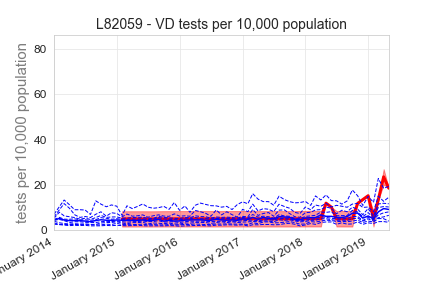 L82059 - VD tests per 10,000 population
tests per 10,000 population
80
60
40
20
0
nuary 2014
January 2015
January 2016
January 2017
January 2018
January 2019